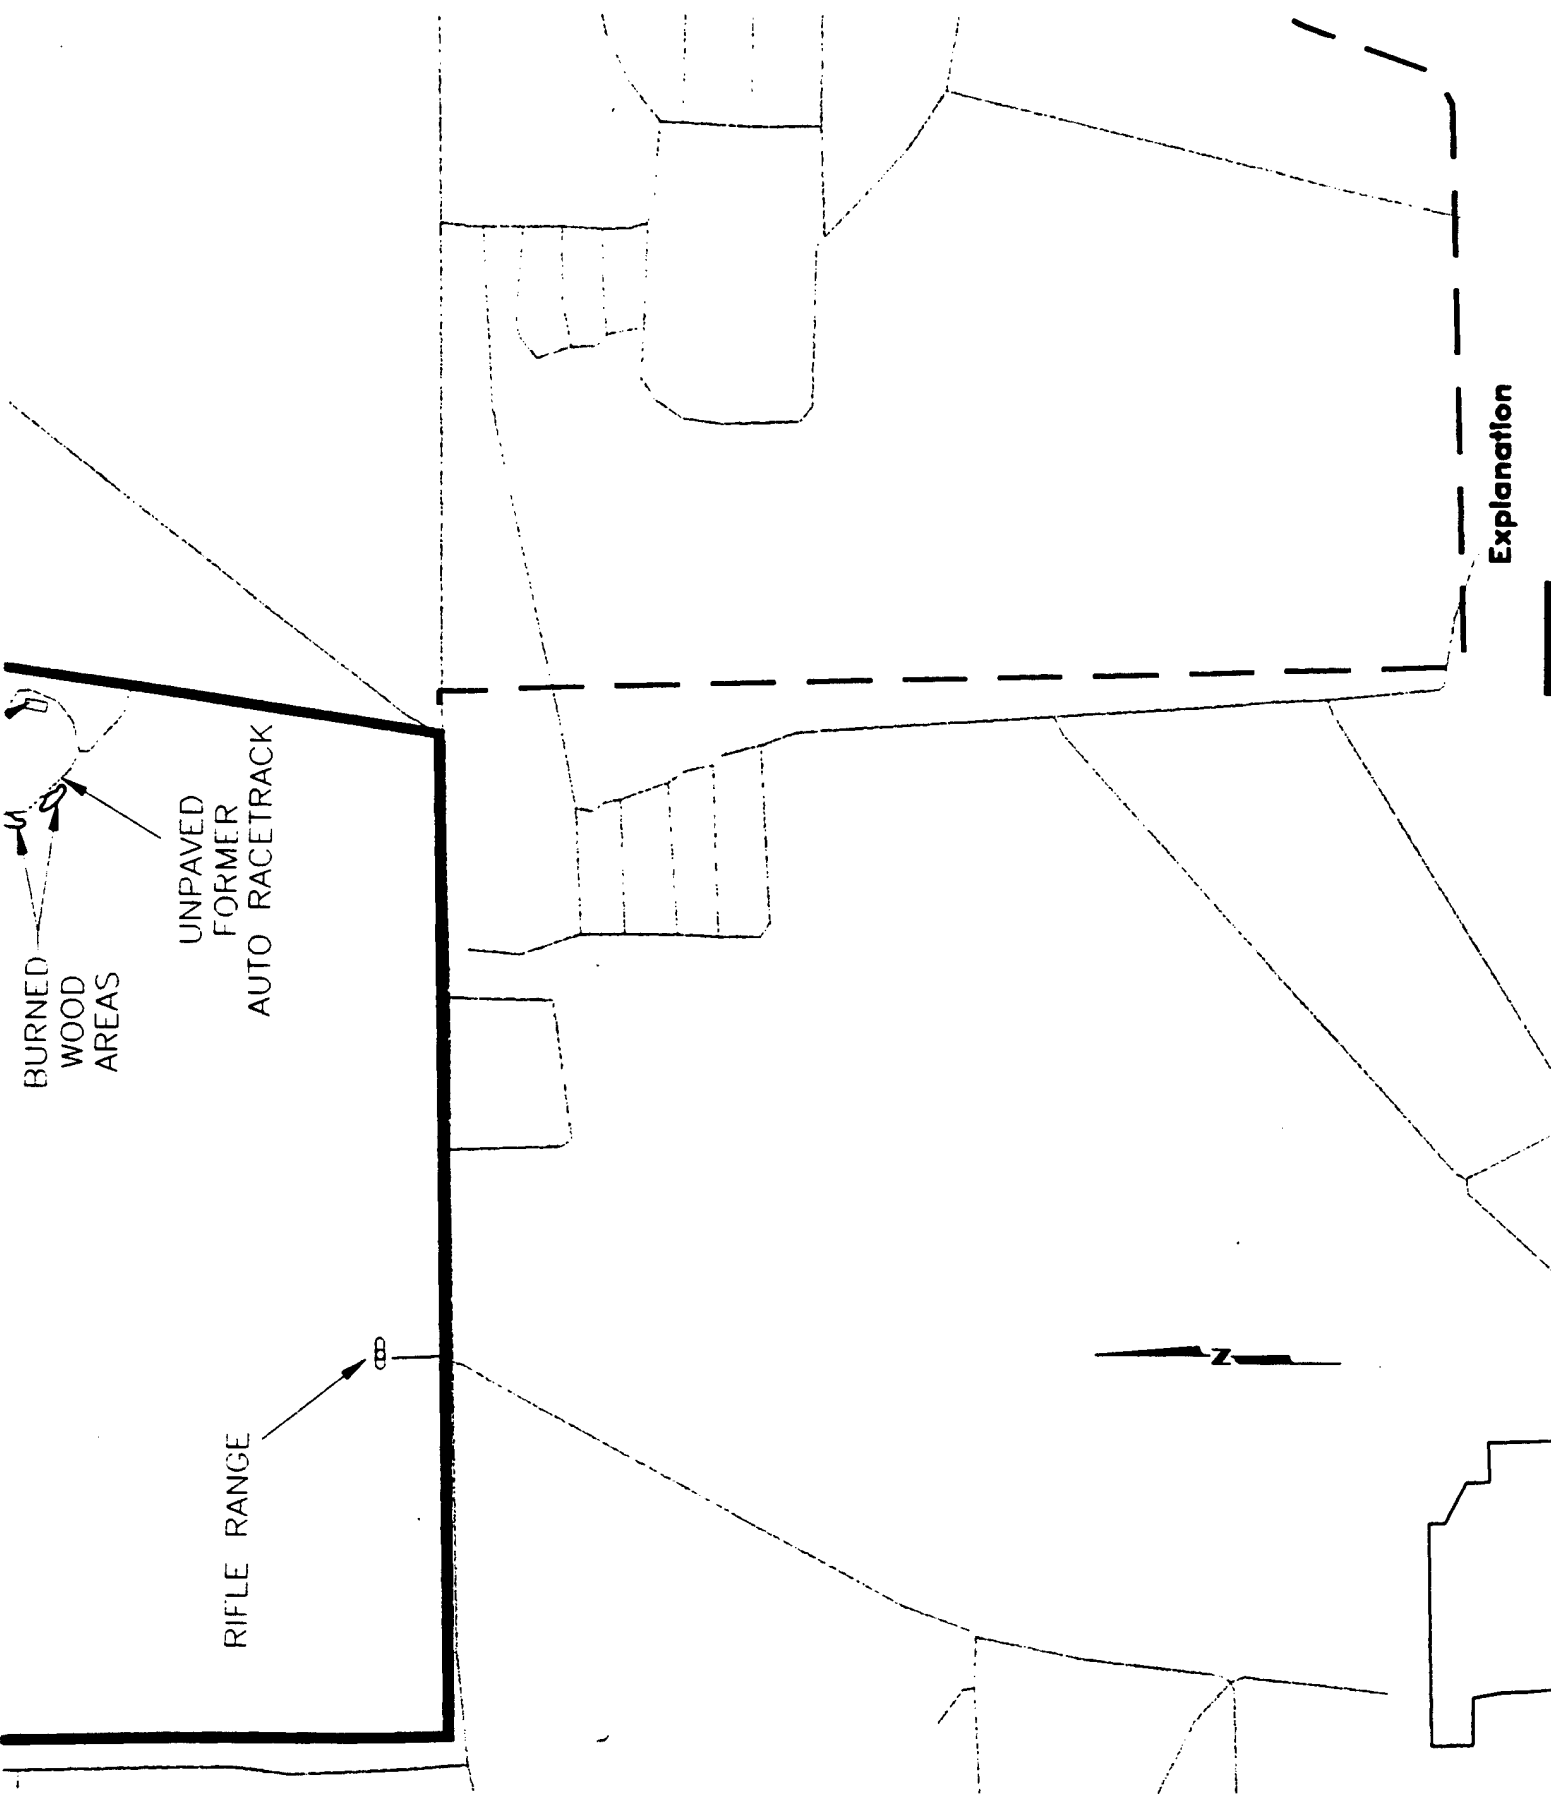 BURNED
WOOD
AREAS
UNPAVED
FORMER
AUTO RACETRACK
RIFLE RANGE
N
Explanation